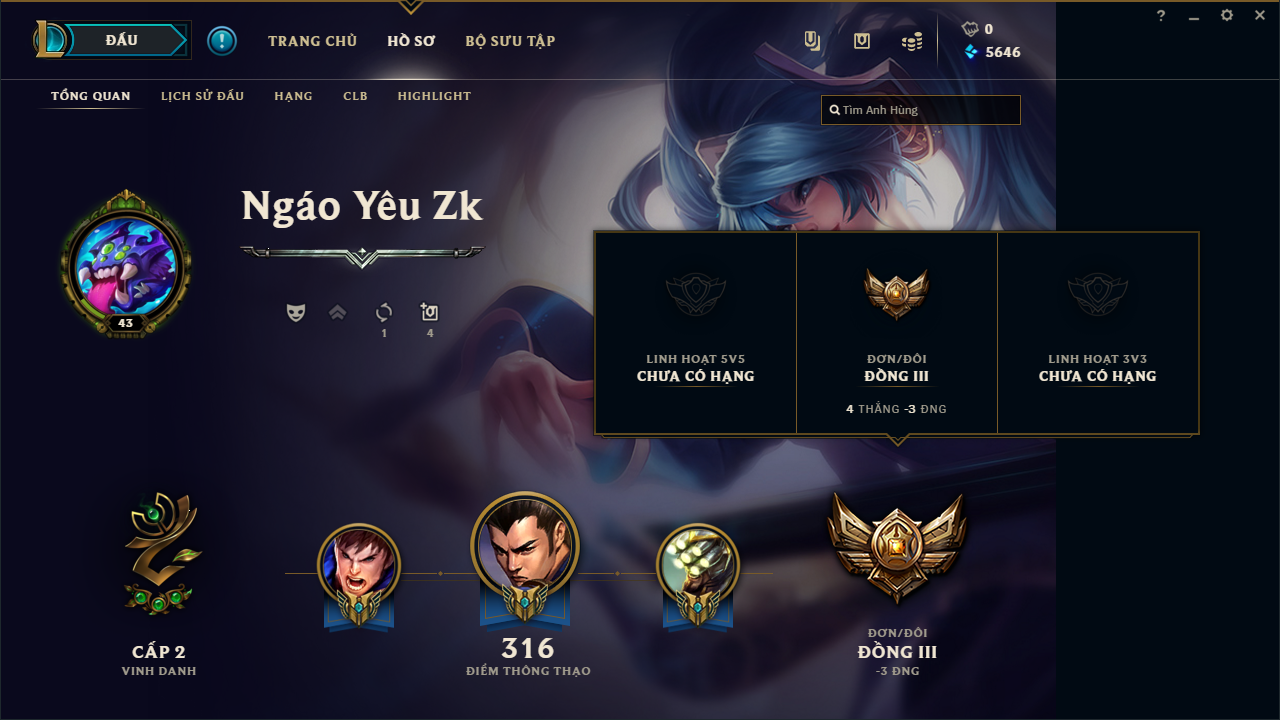 ĐẤU
TRANG CHỦ
HỒ SƠ
BỘ SƯU TẬP
0
5646
?
TỔNG QUAN
LỊCH SỬ ĐẤU
HẠNG
CLB
HIGHLIGHT
Tìm Anh Hùng
Ngáo Yêu Zk
43
1
4
LINH HOẠT 5V5
CHƯA CÓ HẠNG
ĐƠN/ĐÔI
ĐỒNG III
4 THẮNG -3 ĐNG
LINH HOẠT 3V3
CHƯA CÓ HẠNG
CẤP 2
VINH DANH
316
ĐIỂM THÔNG THẠO
ĐƠN/ĐÔI
ĐỒNG III
-3 ĐNG